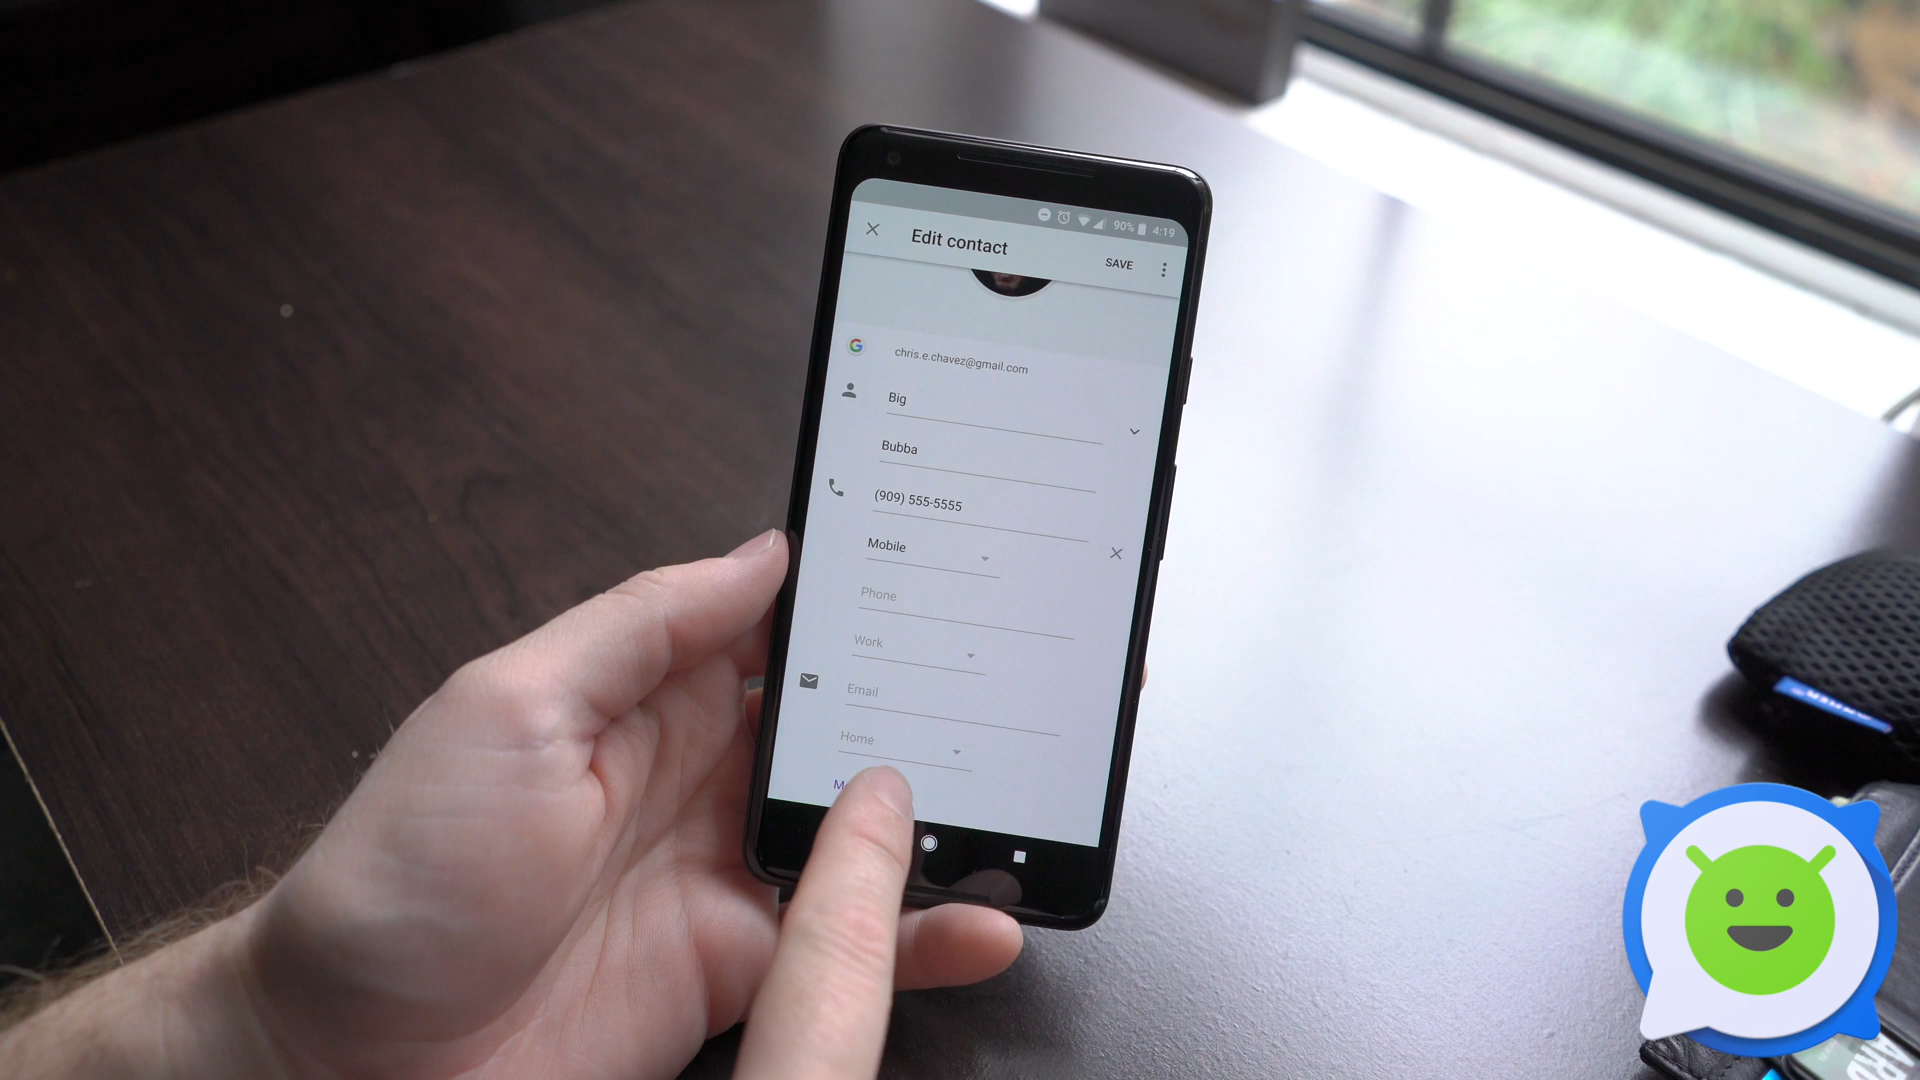 90% 4:19
Edit contact
SAVE
chris.e.chavez@gmail.com
Big
Bubba
(909) 555-5555
Mobile
Phone
Work
Email
Home